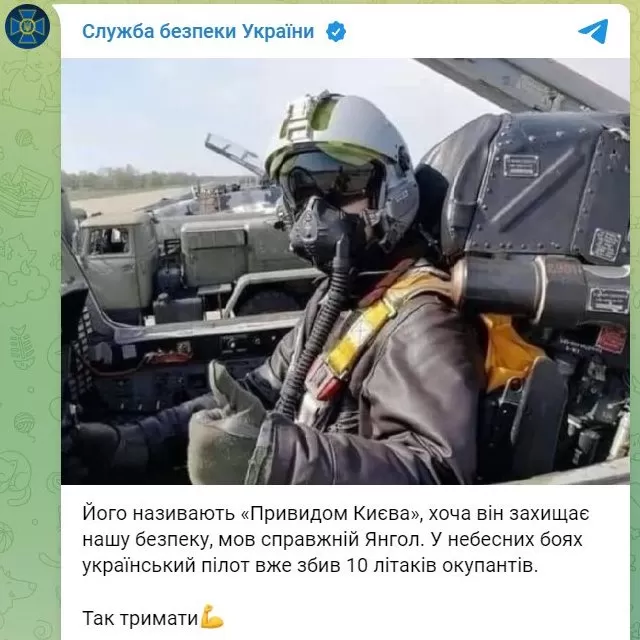 Служба безпеки України
Його називають «Привидом Києва», хоча він захищає
нашу безпеку, мов справжній Янгол. У небесних боях
український пілот вже збив 10 літаків окупантів.
Так тримати💪